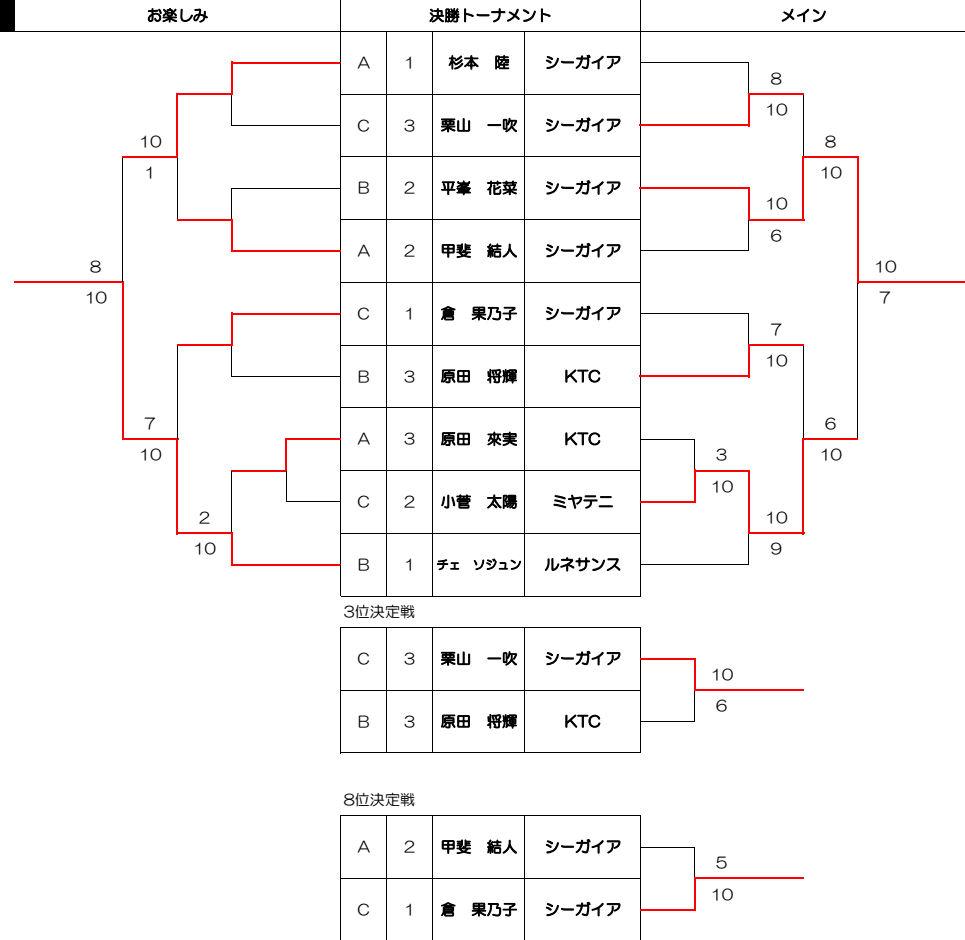 お楽しみ 決勝トーナメント メイン
A 1 杉本 陸 シーガイア
8
C 3 栗山 一吹 シーガイア
10
10 8
1 10
B 2 平峯 花菜 シーガイア
10
6
A 2 甲斐 結人 シーガイア
8 10
10 7
C 1 倉 果乃子 シーガイア
7
10
B 3 原田 将輝 KTC
7 6
10 10
A 3 原田 來実 KTC
3
10
C 2 小菅 太陽 ミヤテニ
2 10
10 9
B 1 チェ ソジュン ルネサンス
3位決定戦
C 3 栗山 一吹 シーガイア
10
6
B 3 原田 将輝 KTC
8位決定戦
A 2 甲斐 結人 シーガイア
5
10
C 1 倉 果乃子 シーガイア